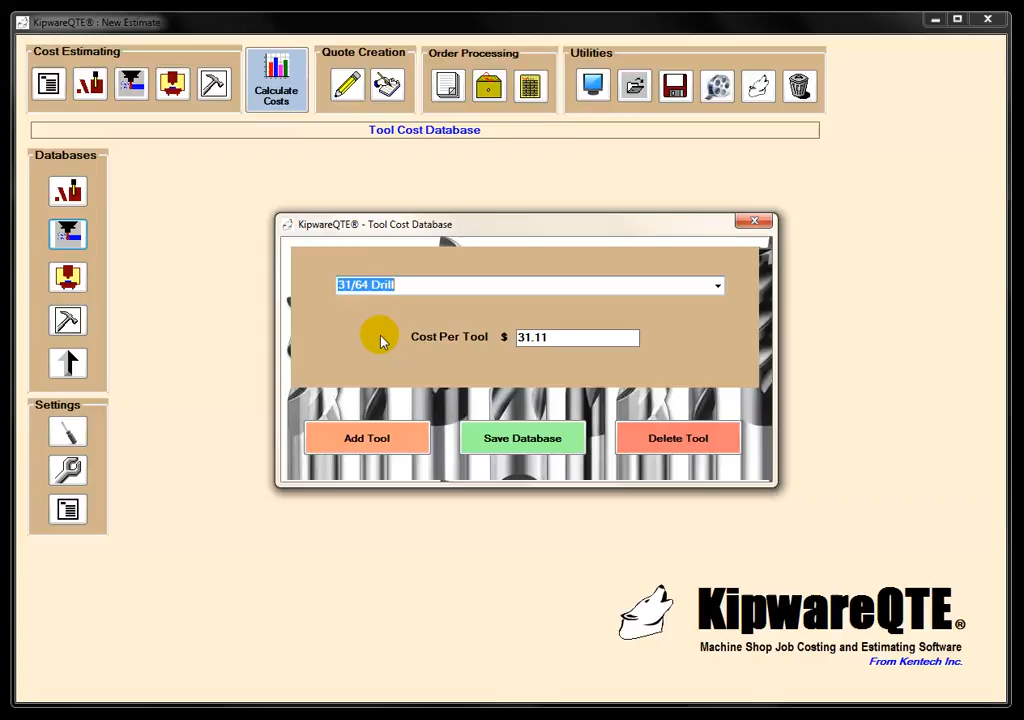 KipwareQTE® : New Estimate
Cost Estimating
Calculate
Costs
Quote Creation
Order Processing
Utilities
Tool Cost Database
Databases
KipwareQTE® - Tool Cost Database
31/64 Drill
Cost Per Tool $ 31.11
Add Tool
Save Database
Delete Tool
Settings
KipwareQTE®
Machine Shop Job Costing and Estimating Software
From Kentech Inc.